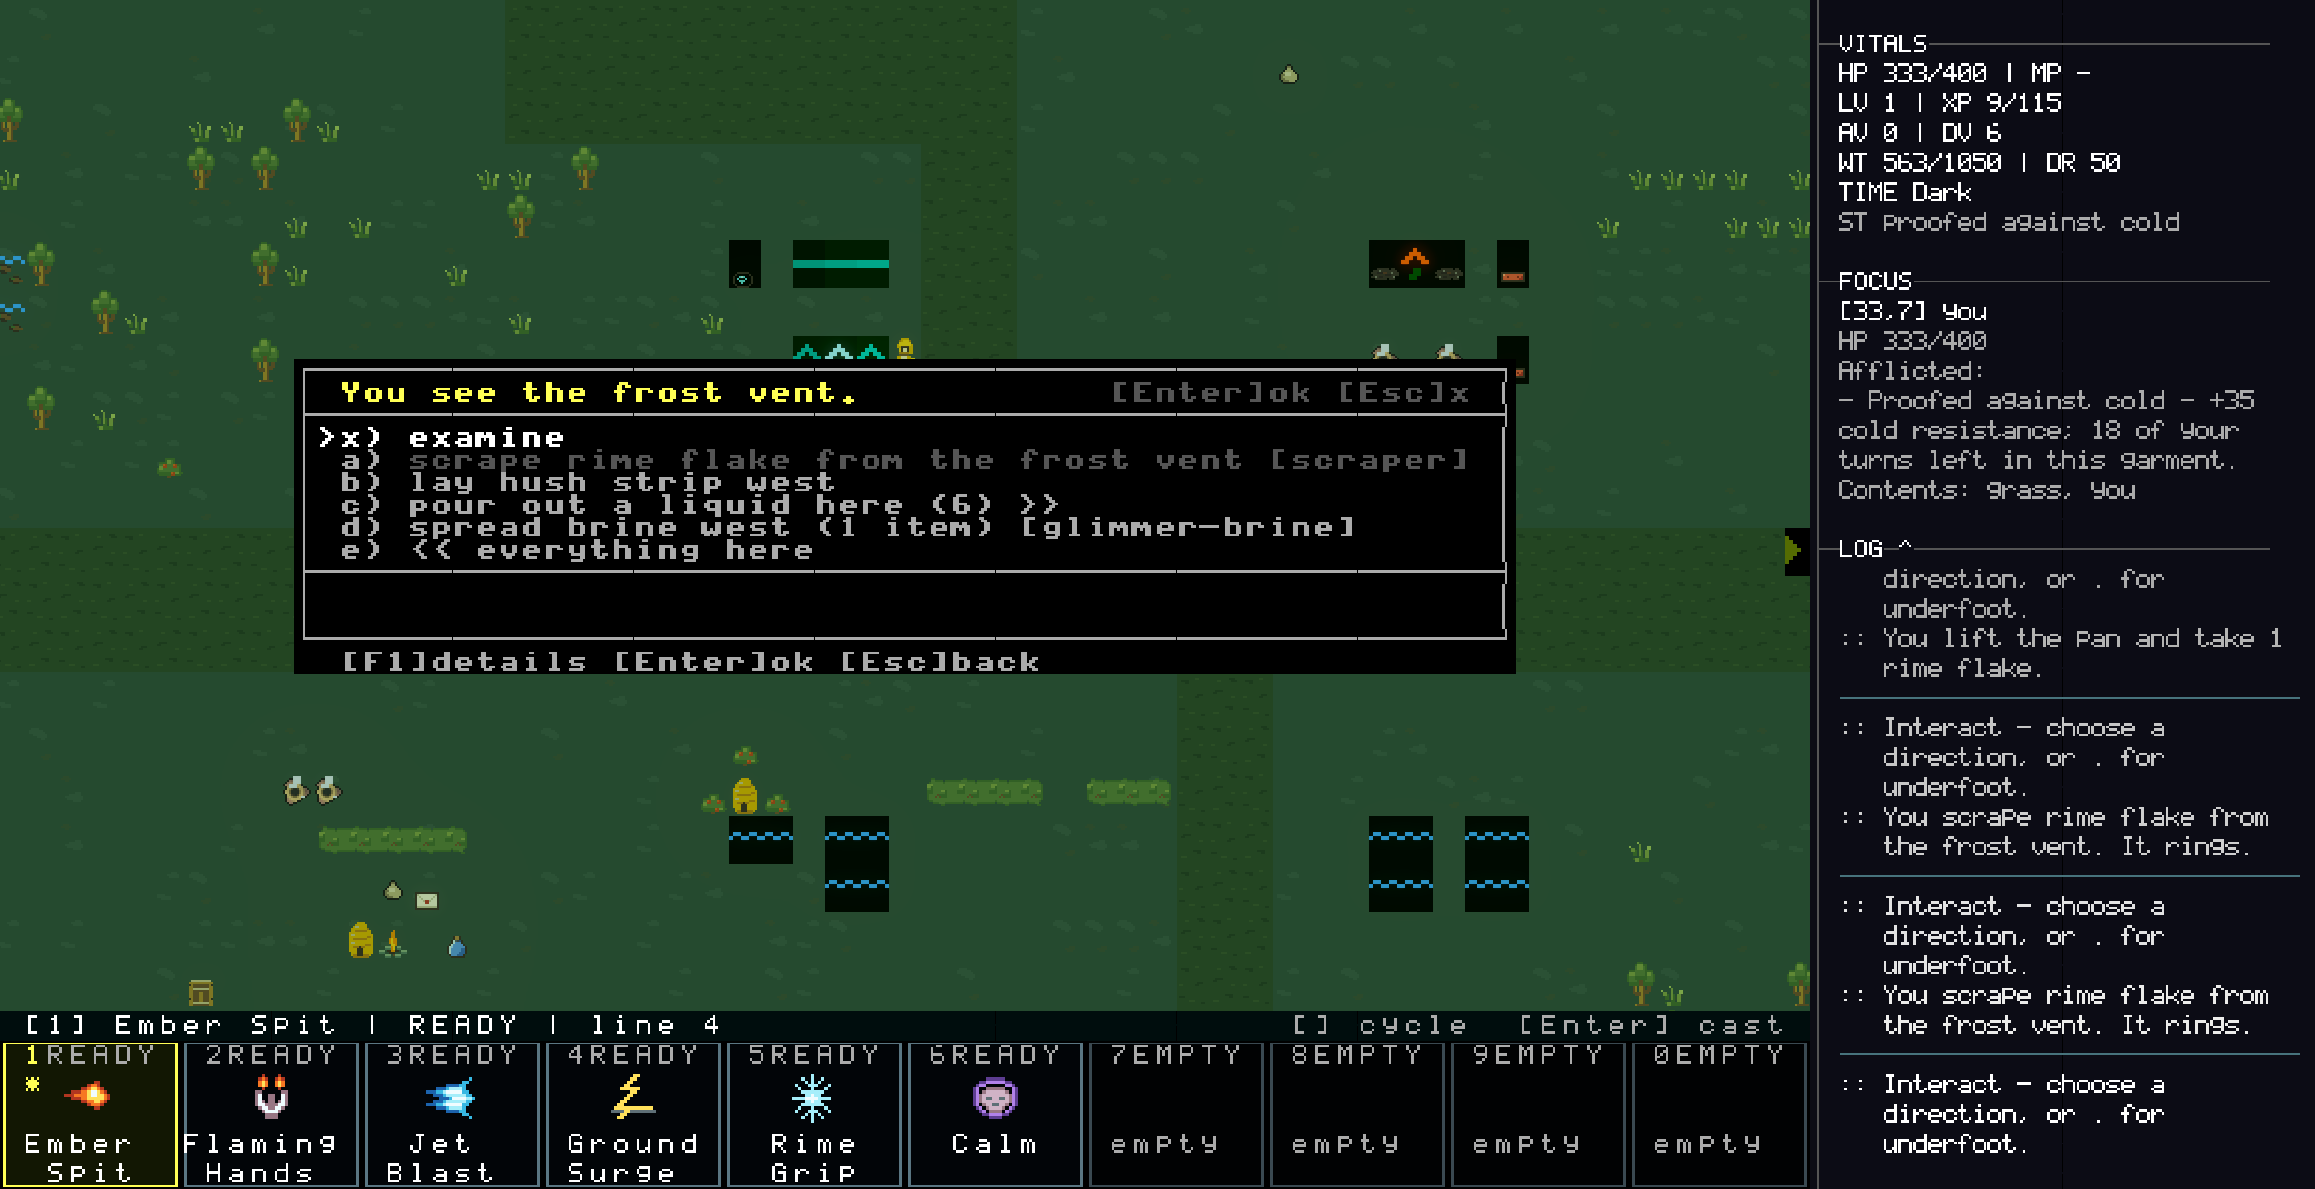 You see the frost vent. [Enter]ok [Esc]x
>x) examine
a) scrape rime flake from the frost vent [scraper]
b) lay hush strip west
c) pour out a liquid here (6) >>
d) spread brine west (1 item) [glimmer-brine]
e) << everything here
[F1]details [Enter]ok [Esc]back
[1] Ember Spit | READY | line 4 [] cycle [Enter] cast
1READY 2READY 3READY 4READY 5READY 6READY 7EMPTY 8EMPTY 9EMPTY 0EMPTY
Ember Flaming Jet Ground Rime Calm empty empty empty empty
Spit Hands Blast Surge Grip
VITALS
HP 333/400 | MP -
LV 1 | XP 9/115
AV 0 | DV 6
WT 563/1050 | DR 50
TIME Dark
ST Proofed against cold
FOCUS
[33,7] You
HP 333/400
Afflicted:
- Proofed against cold - +35
cold resistance; 18 of your
turns left in this garment.
Contents: grass, You
LOG ^
direction, or . for
underfoot.
:: You lift the pan and take 1
rime flake.
:: Interact - choose a
direction, or . for
underfoot.
:: You scrape rime flake from
the frost vent. It rings.
:: Interact - choose a
direction, or . for
underfoot.
:: You scrape rime flake from
the frost vent. It rings.
:: Interact - choose a
direction, or . for
underfoot.